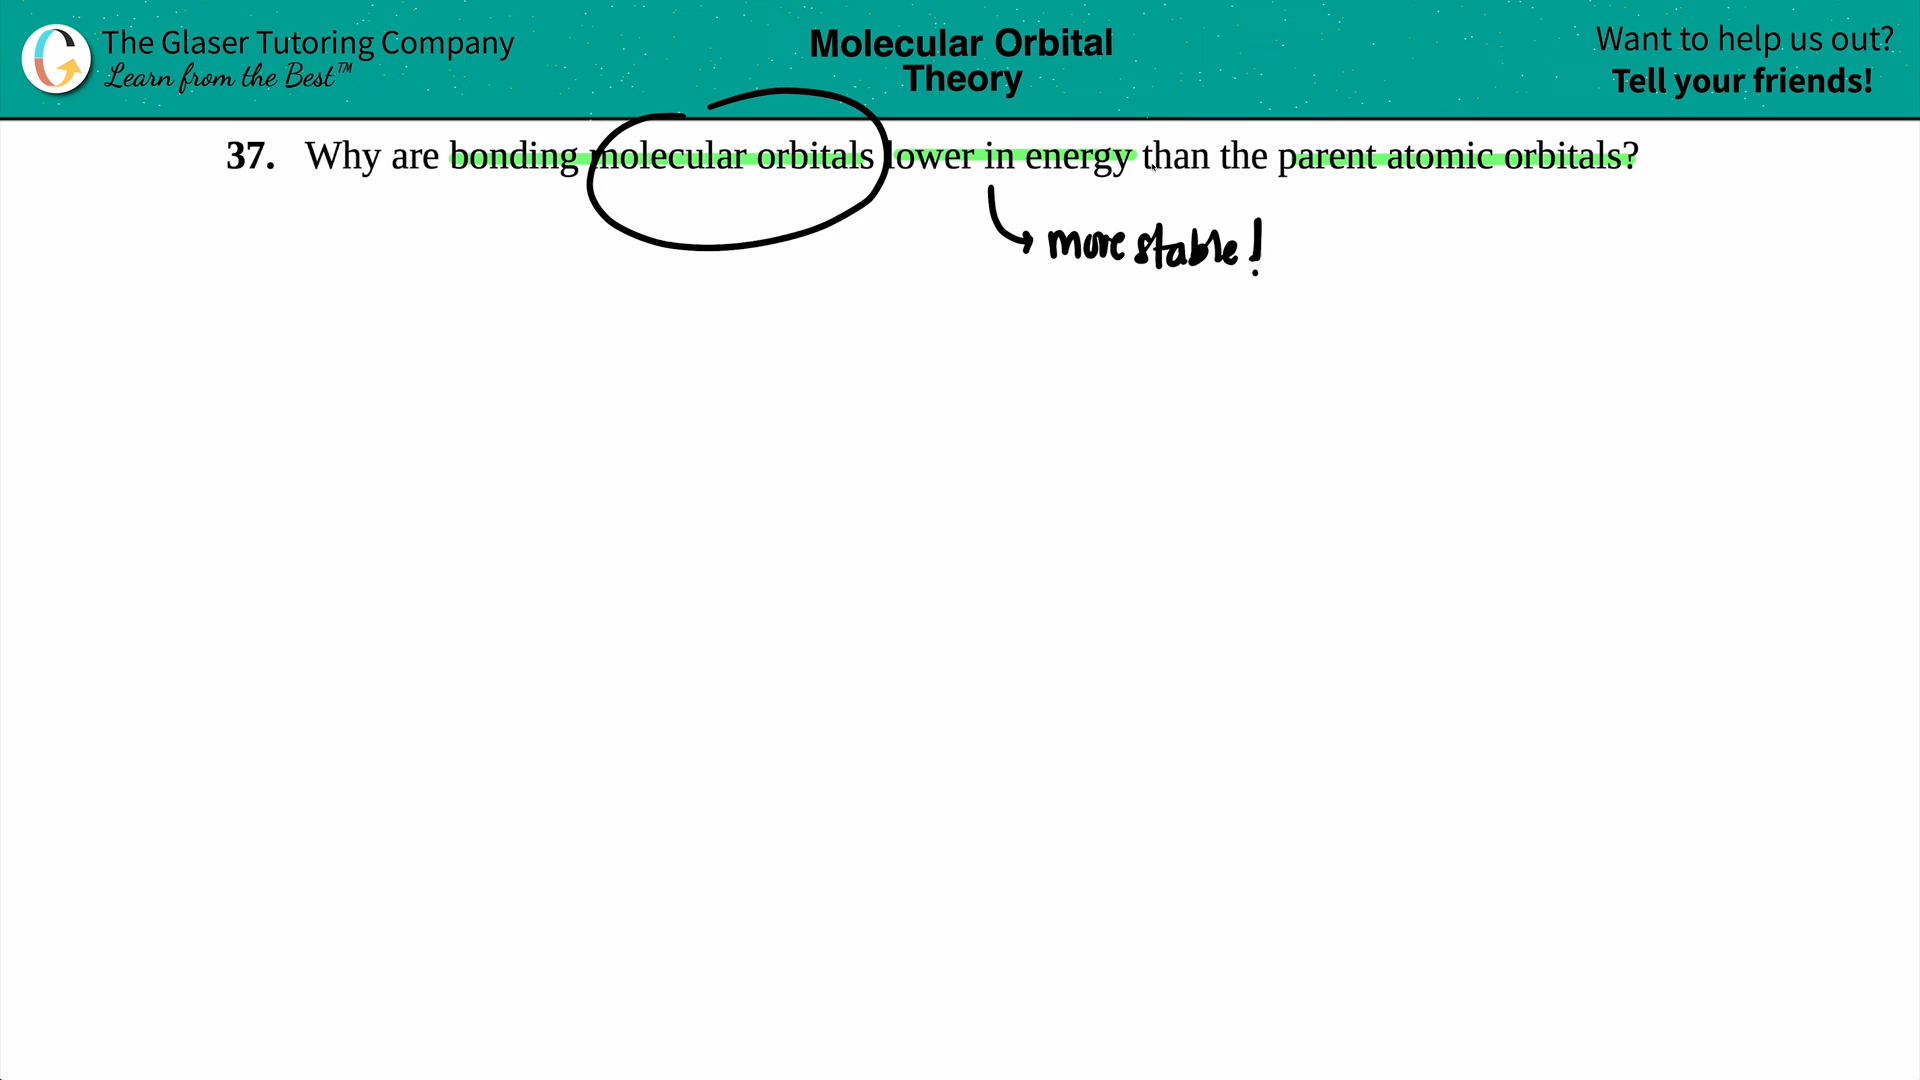 The Glaser Tutoring Company
Learn from the Best™
Molecular Orbital
Theory
Want to help us out?
Tell your friends!
37. Why are bonding molecular orbitals lower in energy than the parent atomic orbitals?
more stable!